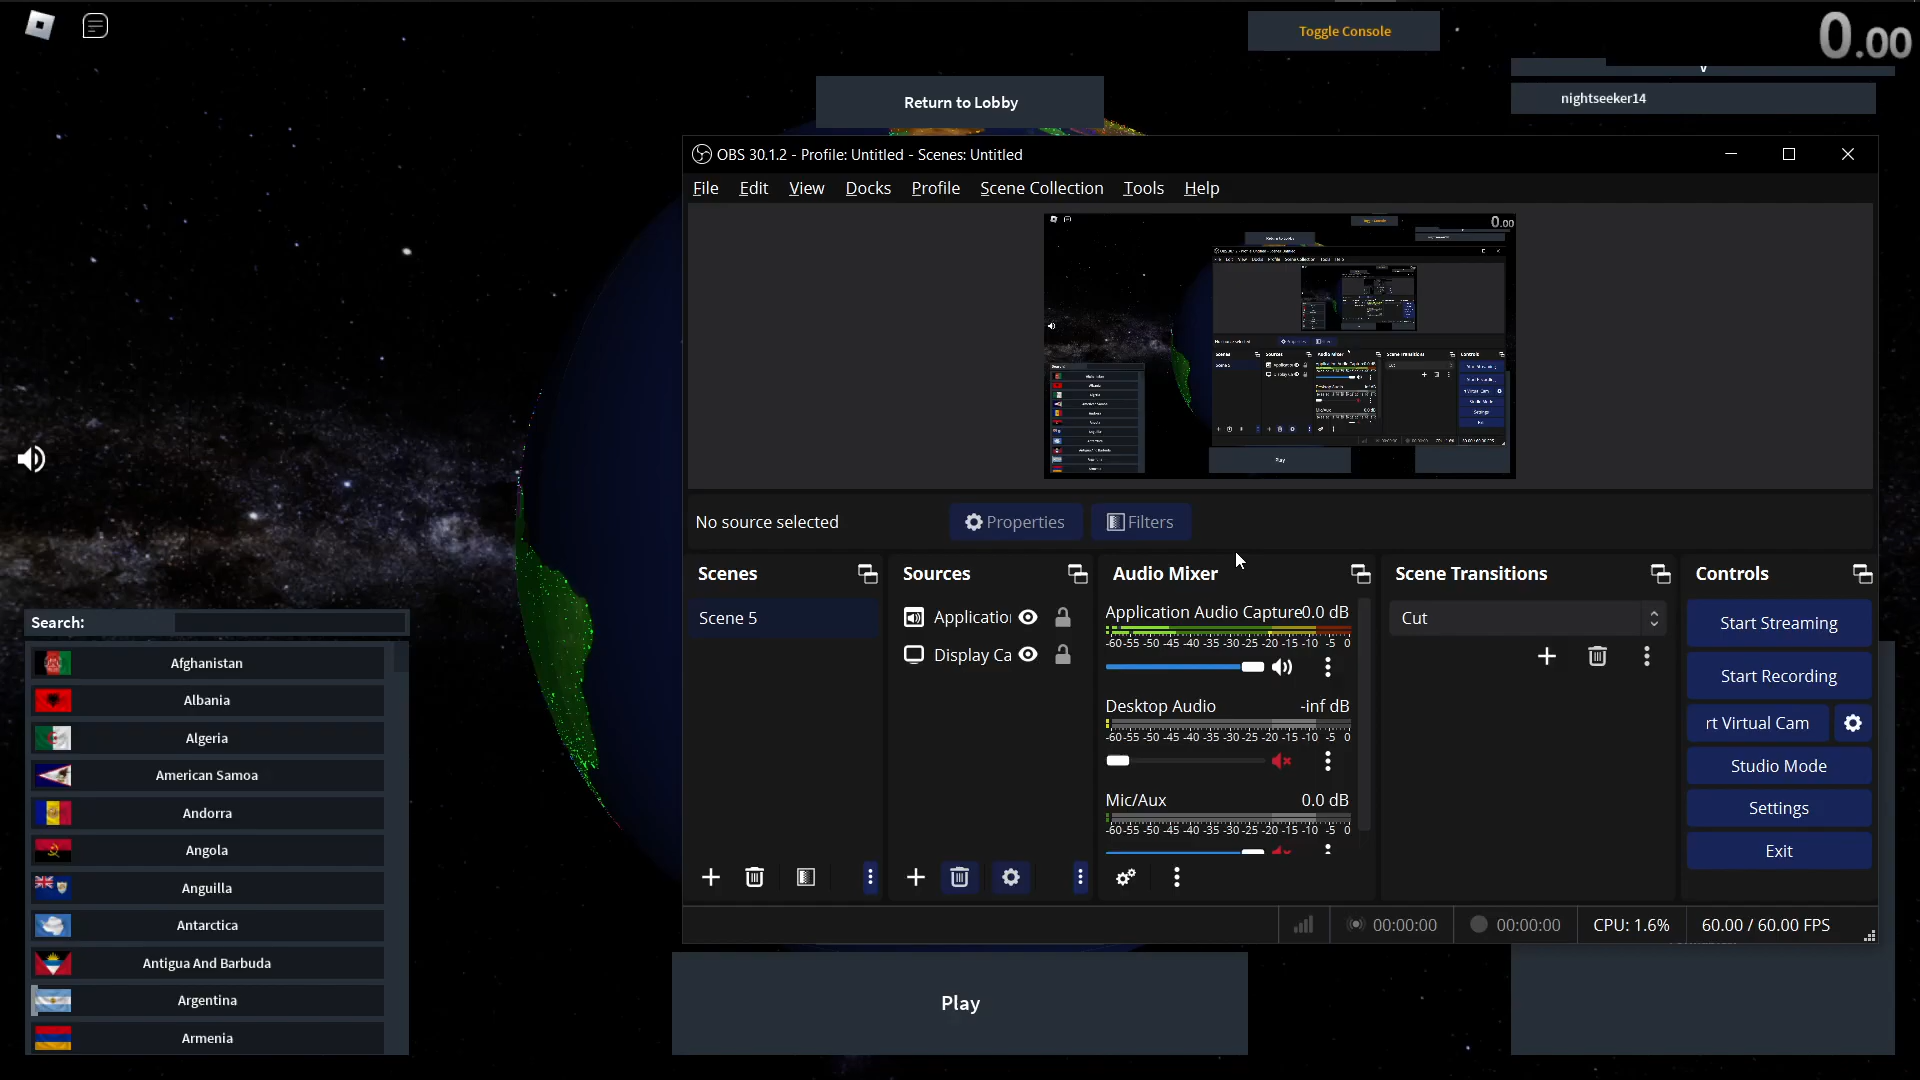 Toggle Console
0.00
Return to Lobby
v
nightseeker14
OBS 30.1.2 - Profile: Untitled - Scenes: Untitled
File Edit View Docks Profile Scene Collection Tools Help
No source selected
Properties
Filters
Scenes
Sources
Audio Mixer
Scene Transitions
Controls
Scene 5
Applicatio
Display Ca
Application Audio Capture 0.0 dB
-60 -55 -50 -45 -40 -35 -30 -25 -20 -15 -10 -5 0
Desktop Audio -inf dB
-60 -55 -50 -45 -40 -35 -30 -25 -20 -15 -10 -5 0
Mic/Aux 0.0 dB
-60 -55 -50 -45 -40 -35 -30 -25 -20 -15 -10 -5 0
Cut
Start Streaming
Start Recording
rt Virtual Cam
Studio Mode
Settings
Exit
00:00:00
00:00:00
CPU: 1.6%
60.00 / 60.00 FPS
Search:
Afghanistan
Albania
Algeria
American Samoa
Andorra
Angola
Anguilla
Antarctica
Antigua And Barbuda
Argentina
Armenia
Play